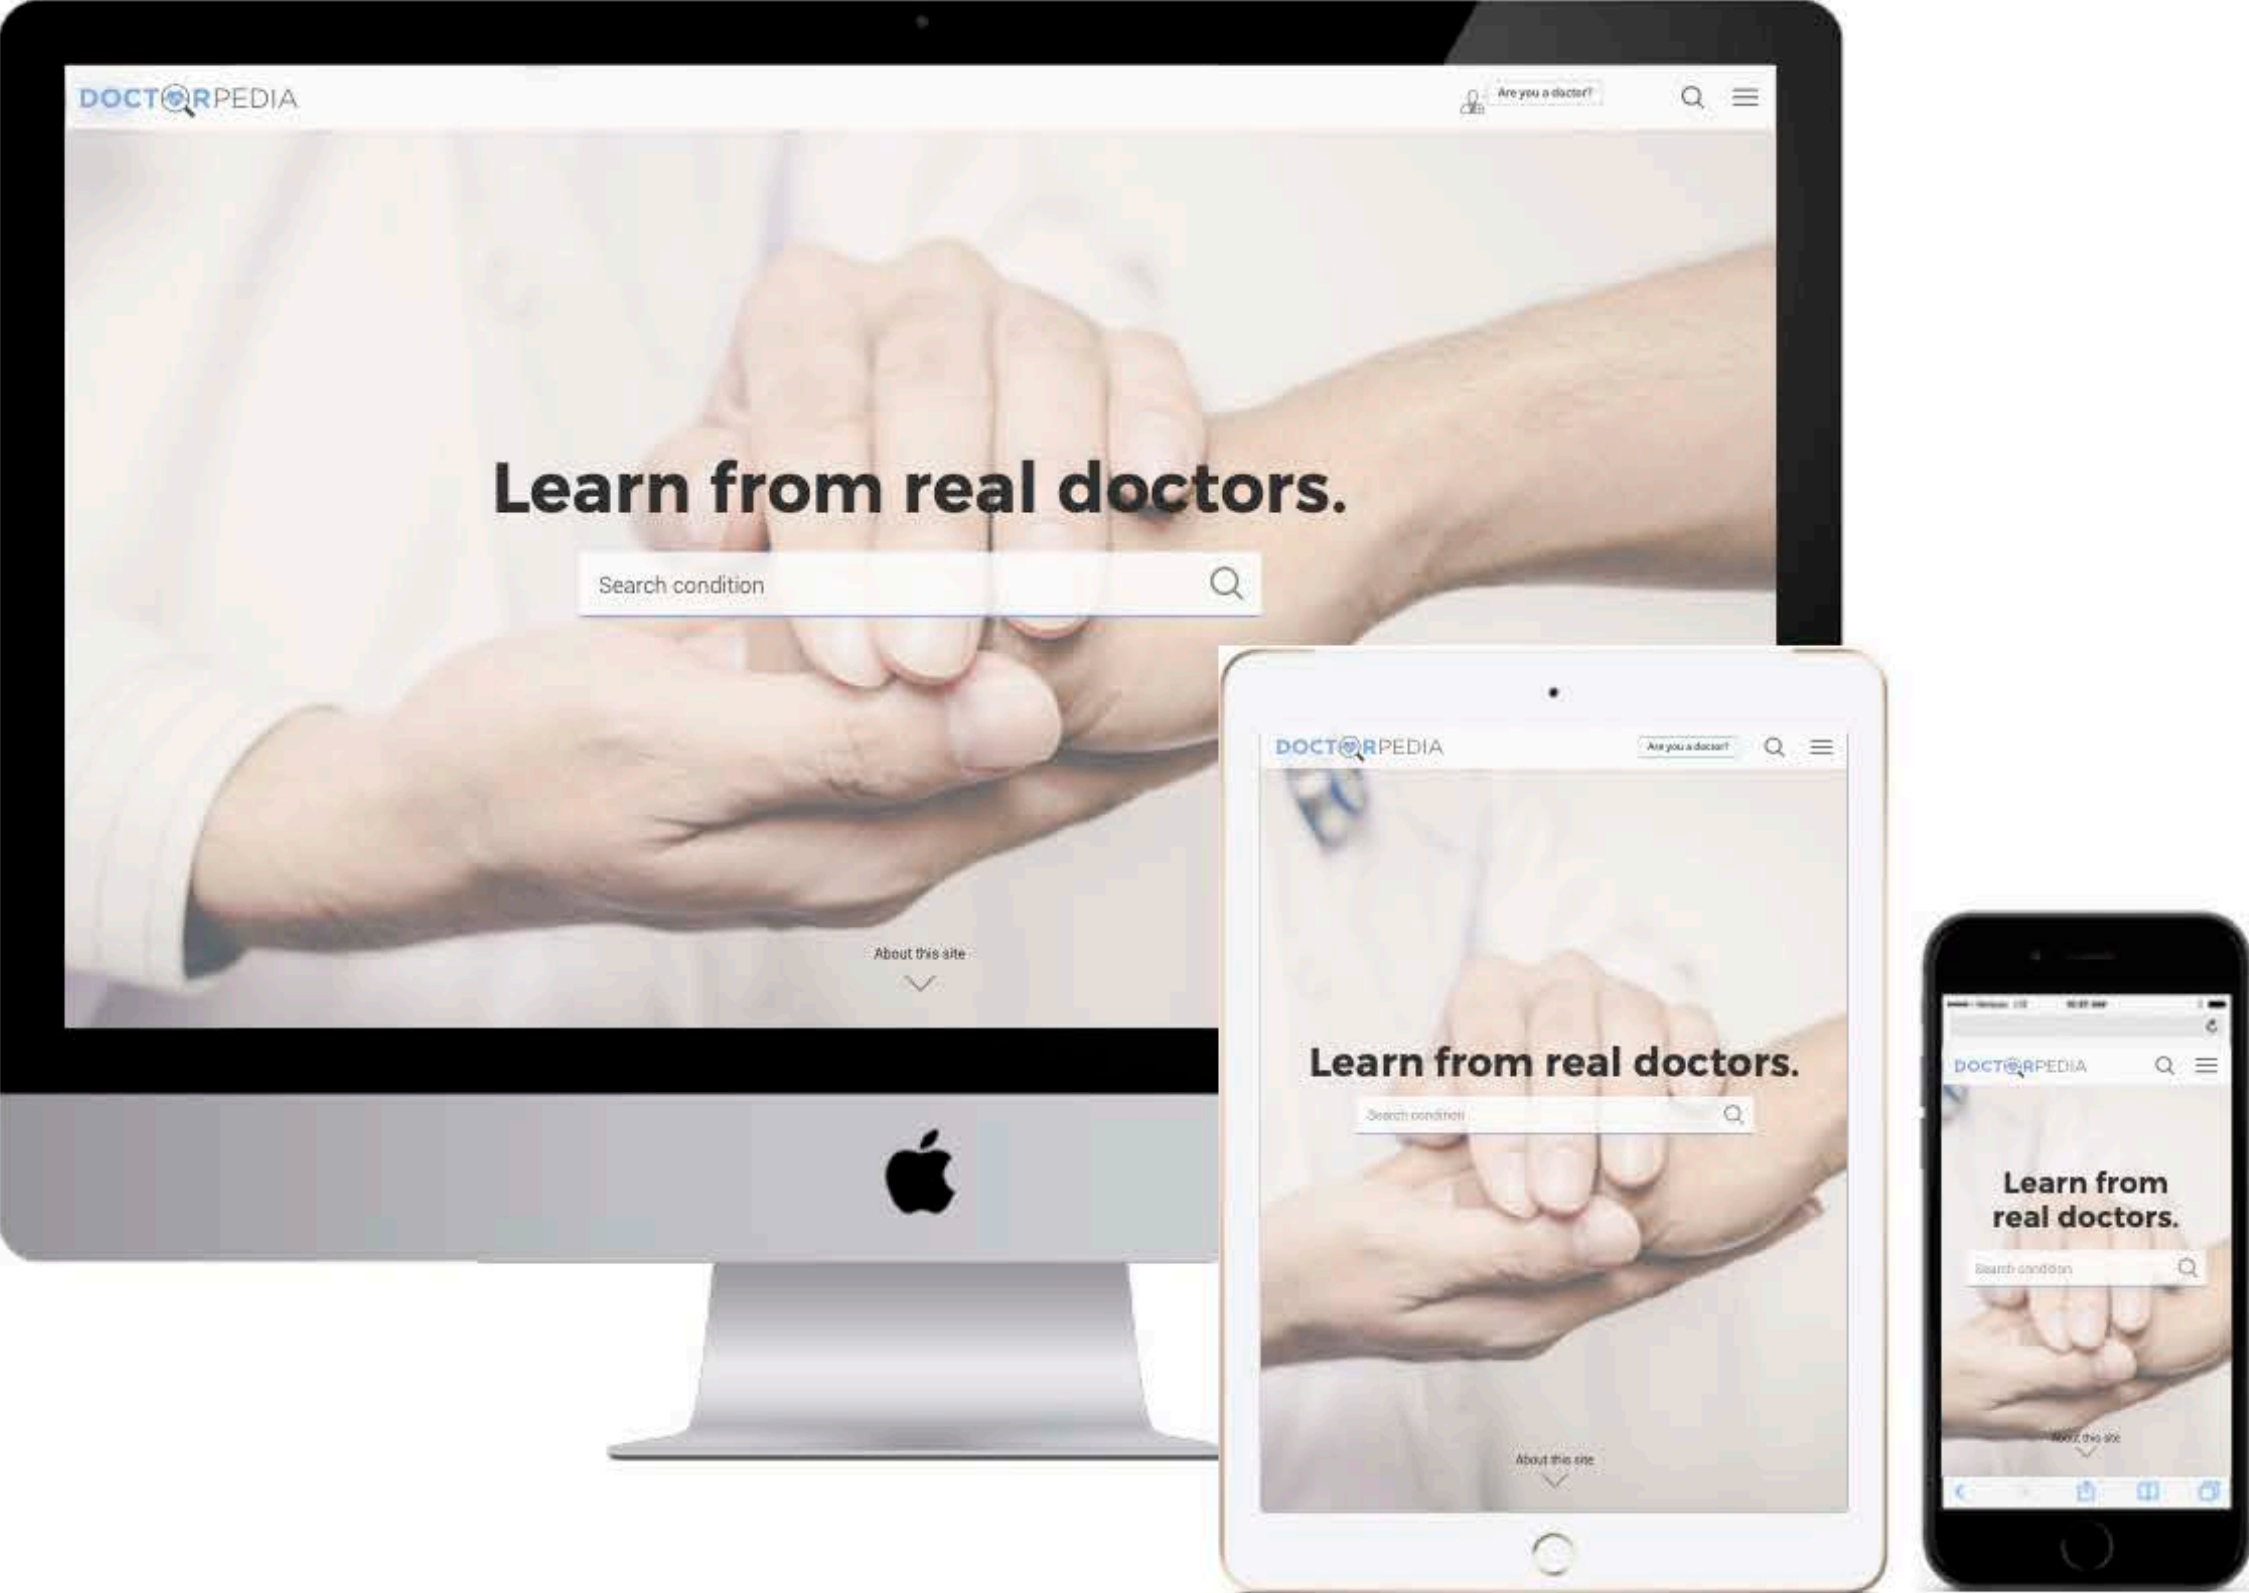 DOCTORPEDIA
Are you a doctor?
Learn from real doctors.
Search condition
About this site
DOCTORPEDIA
Are you a doctor?
Learn from real doctors.
Search condition
About this site
DOCTORPEDIA
Learn from
real doctors.
Search condition
About this site